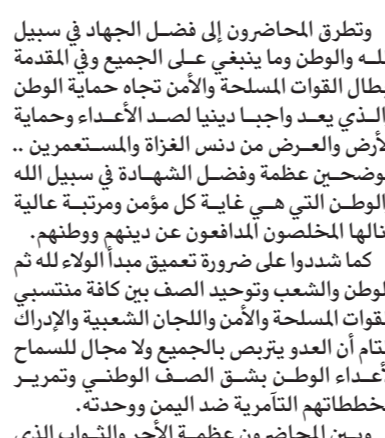 وتطرق المحاضرون إلى فضل الجهاد في سبيل
لله والوطن وما ينبغي على الجميع وفي المقدمة
بطال القوات المسلحة والأمن تجاه حماية الوطن
الذي يعد واجبا دينيا لصد الأعداء وحماية
لأرض والعرض من دنس الغزاة والمستعمرين ..
وضحين عظمة وفضل الشهادة في سبيل الله
الوطن التي هي غاية كل مؤمن ومرتبة عالية
نالها المخلصون المدافعون عن دينهم ووطنهم.
كما شددوا على ضرورة تعميق مبدأ الولاء لله ثم
لوطن والشعب وتوحيد الصف بين كافة منتسبي
لقوات المسلحة والأمن واللجان الشعبية والإدراك
لتام أن العدو يتربص بالجميع ولا مجال للسماح
أعداء الوطن بشق الصف الوطني وتمرير
خططاتهم التآمرية ضد اليمن ووحدته.
وبين المحاضرون عظمة الأجر والثواب الذي